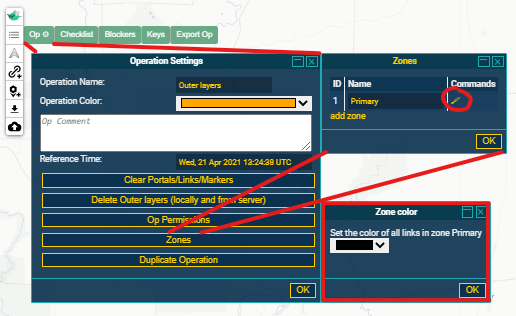 Op ⚙ Checklist Blockers Keys Export Op
Operation Settings
Operation Name: Outer layers
Operation Color:
Op Comment
Reference Time: Wed, 21 Apr 2021 13:24:38 UTC
Clear Portals/Links/Markers
Delete Outer layers (locally and from server)
Op Permissions
Zones
Duplicate Operation
OK
Zones
ID Name Commands
1 Primary
add zone
OK
Zone color
Set the color of all links in zone Primary
OK